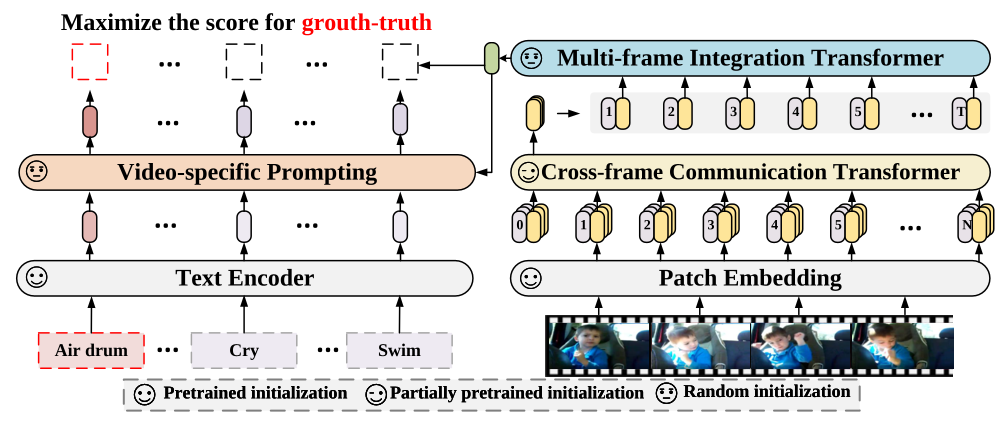 Maximize the score for grouth-truth
... ... 
Multi-frame Integration Transformer
... ...
1 2 3 4 5 ... T
Video-specific Prompting
Cross-frame Communication Transformer
... ...
0 1 2 3 4 5 ... N
Text Encoder
Patch Embedding
Air drum ... Cry ... Swim
Pretrained initialization Partially pretrained initialization Random initialization